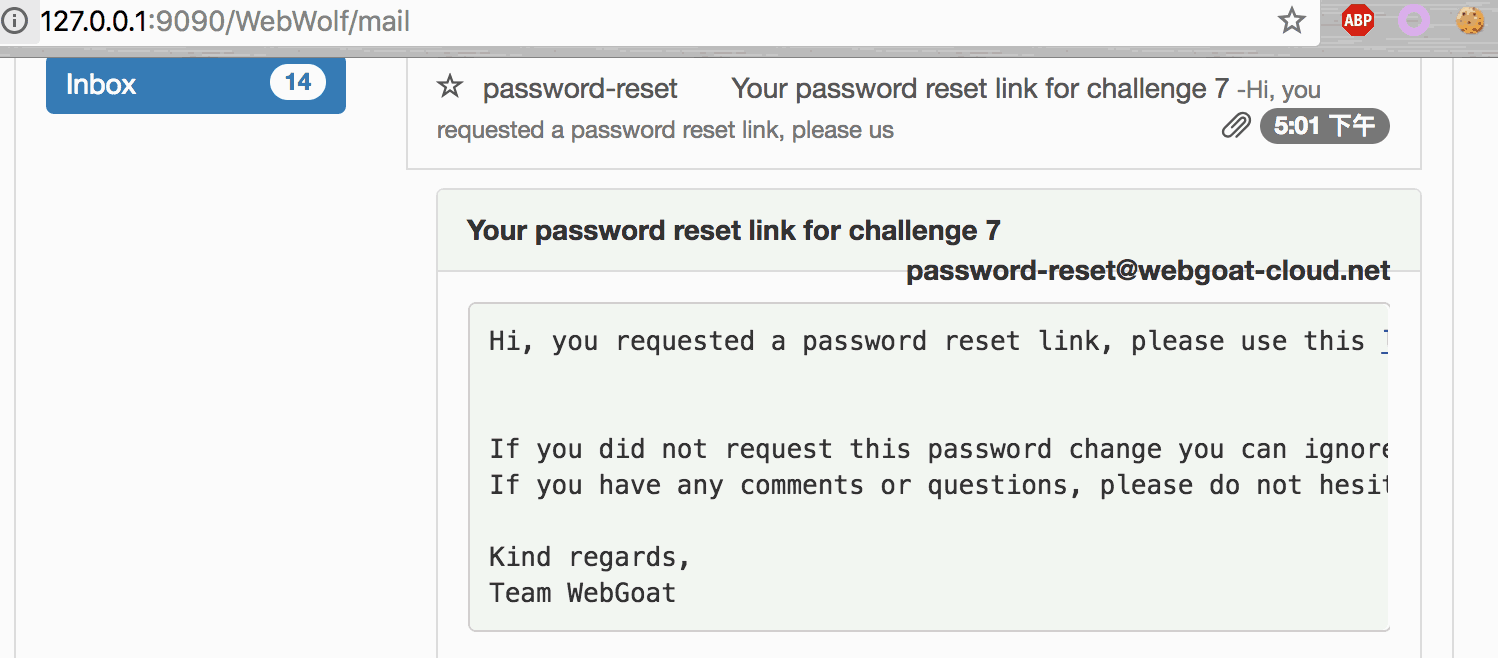 127.0.0.1:9090/WebWolf/mail
ABP
Inbox 14
password-reset Your password reset link for challenge 7 -Hi, you
requested a password reset link, please us
5:01 下午
Your password reset link for challenge 7
password-reset@webgoat-cloud.net
Hi, you requested a password reset link, please use this
If you did not request this password change you can ignore
If you have any comments or questions, please do not hesit
Kind regards,
Team WebGoat